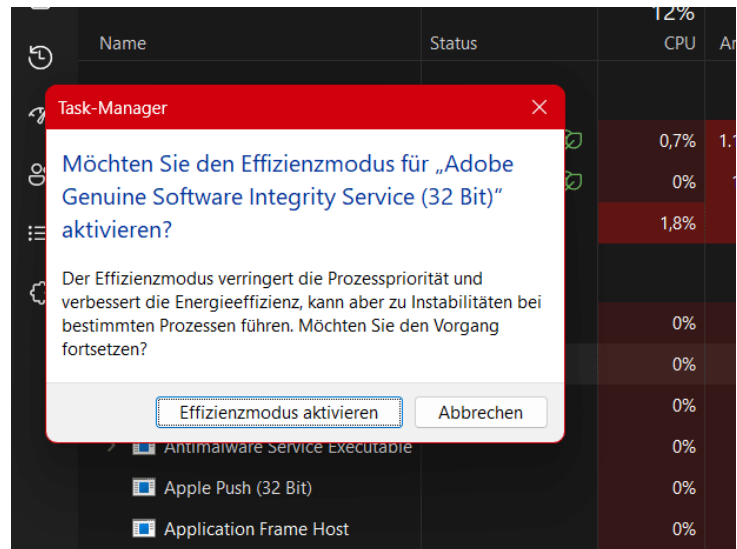 12%
Name Status CPU
Task-Manager
Möchten Sie den Effizienzmodus für „Adobe
Genuine Software Integrity Service (32 Bit)“
aktivieren?
Der Effizienzmodus verringert die Prozesspriorität und
verbessert die Energieeffizienz, kann aber zu Instabilitäten bei
bestimmten Prozessen führen. Möchten Sie den Vorgang
fortsetzen?
Effizienzmodus aktivieren Abbrechen
0,7%
0%
1,8%
0%
0%
0%
Antimalware Service Executable 0%
Apple Push (32 Bit) 0%
Application Frame Host 0%